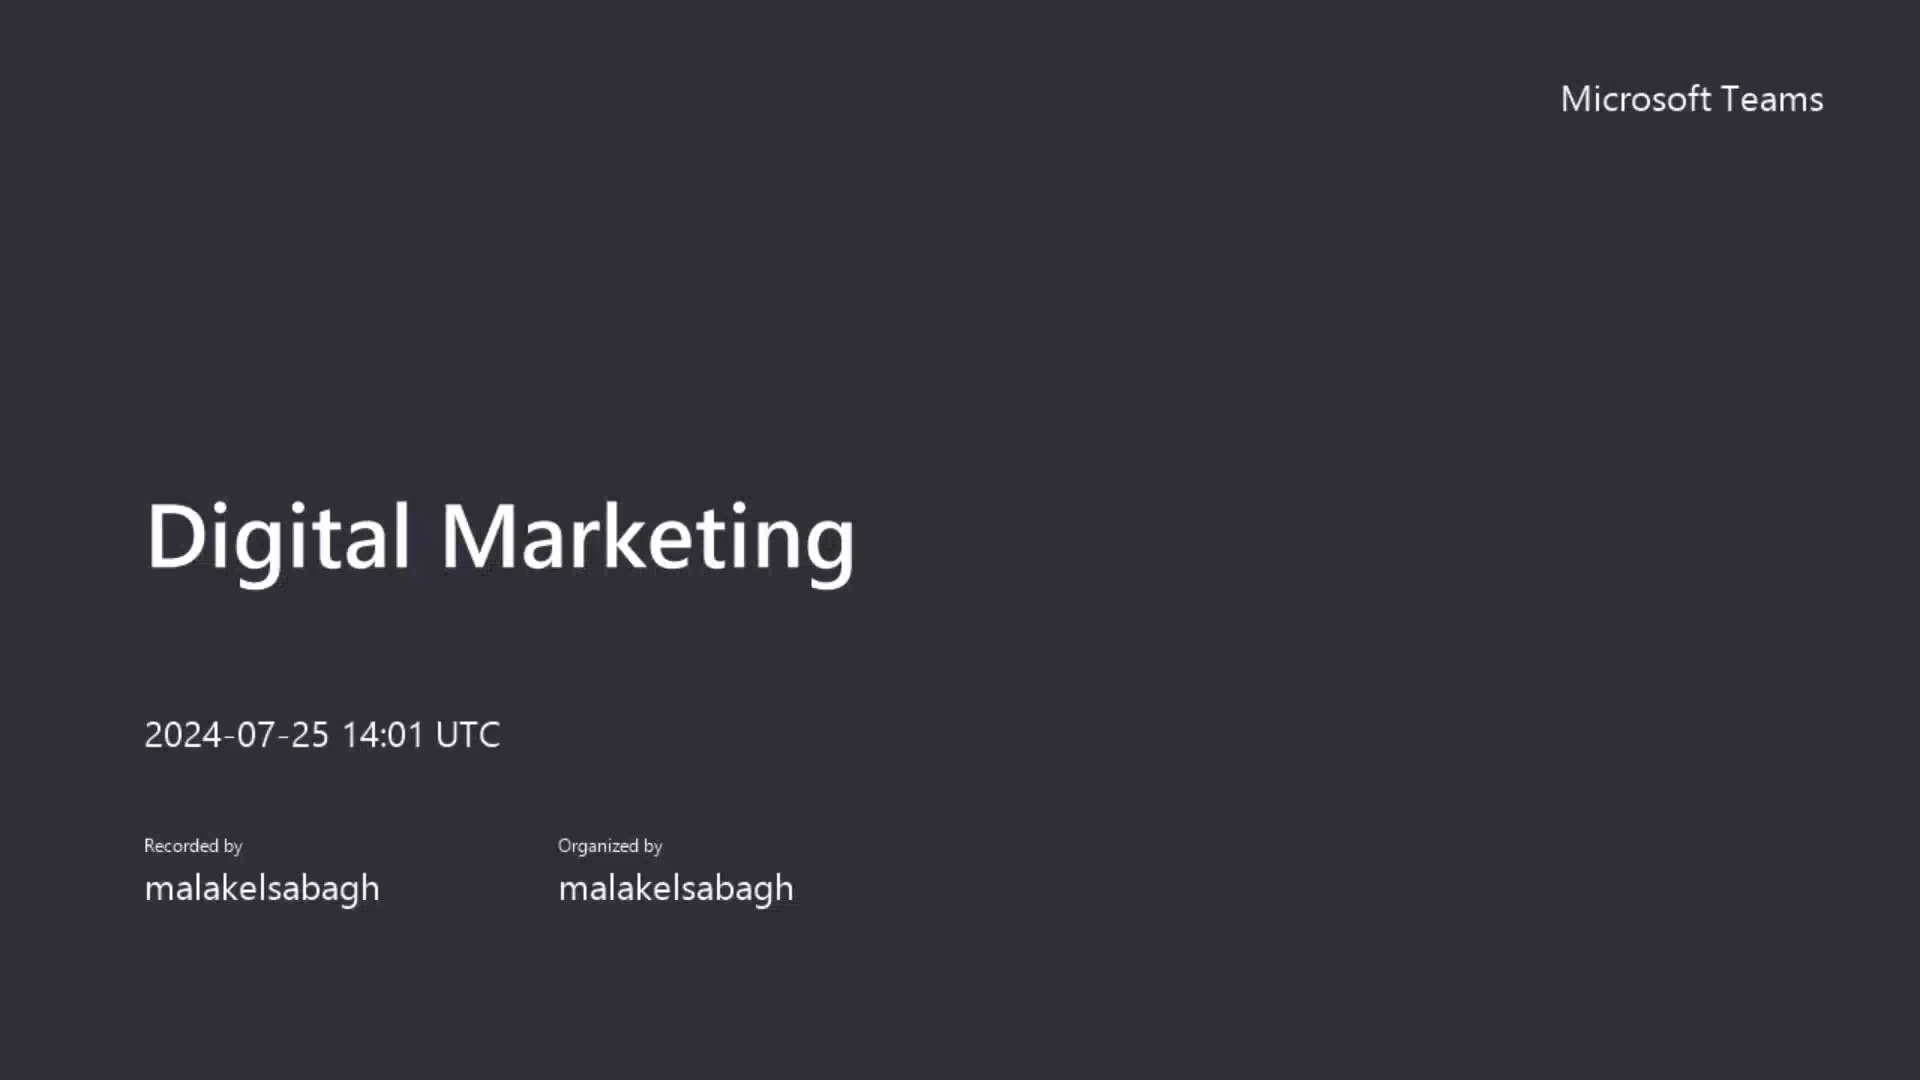 Microsoft Teams
Digital Marketing
2024-07-25 14:01 UTC
Recorded by
malakelsabagh
Organized by
malakelsabagh